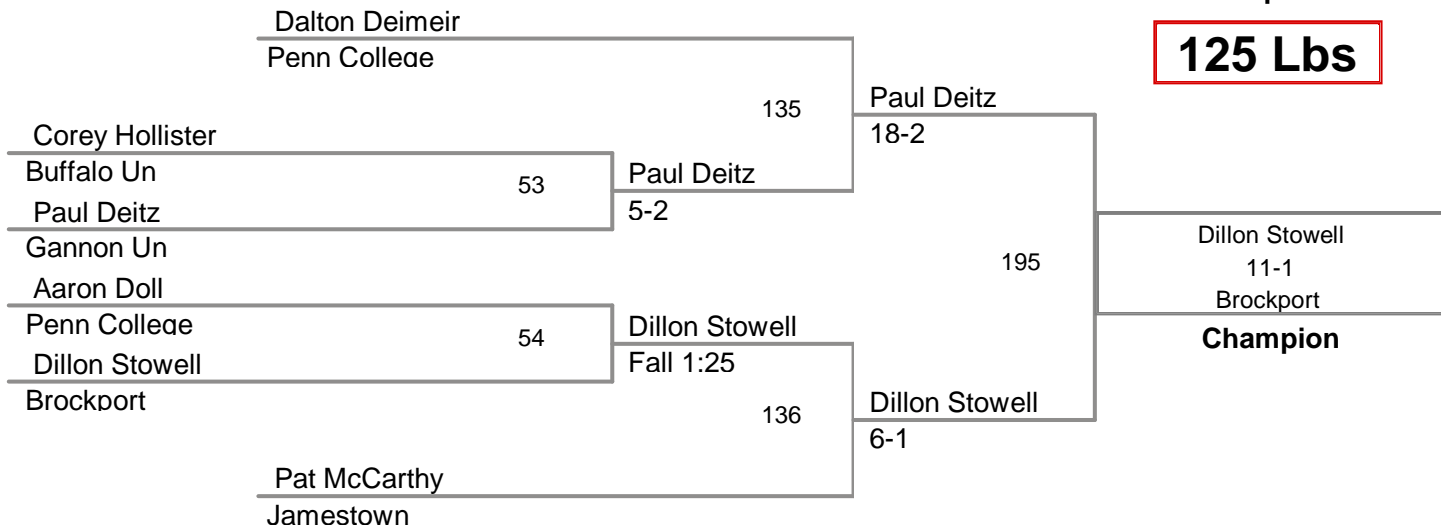 Dalton Deimeir
Penn College
125 Lbs
135
Paul Deitz
18-2
Corey Hollister
Buffalo Un
53
Paul Deitz
5-2
Paul Deitz
Gannon Un
195
Dillon Stowell
11-1
Brockport
Champion
Aaron Doll
Penn College
54
Dillon Stowell
Fall 1:25
Dillon Stowell
Brockport
136
Dillon Stowell
6-1
Pat McCarthy
Jamestown